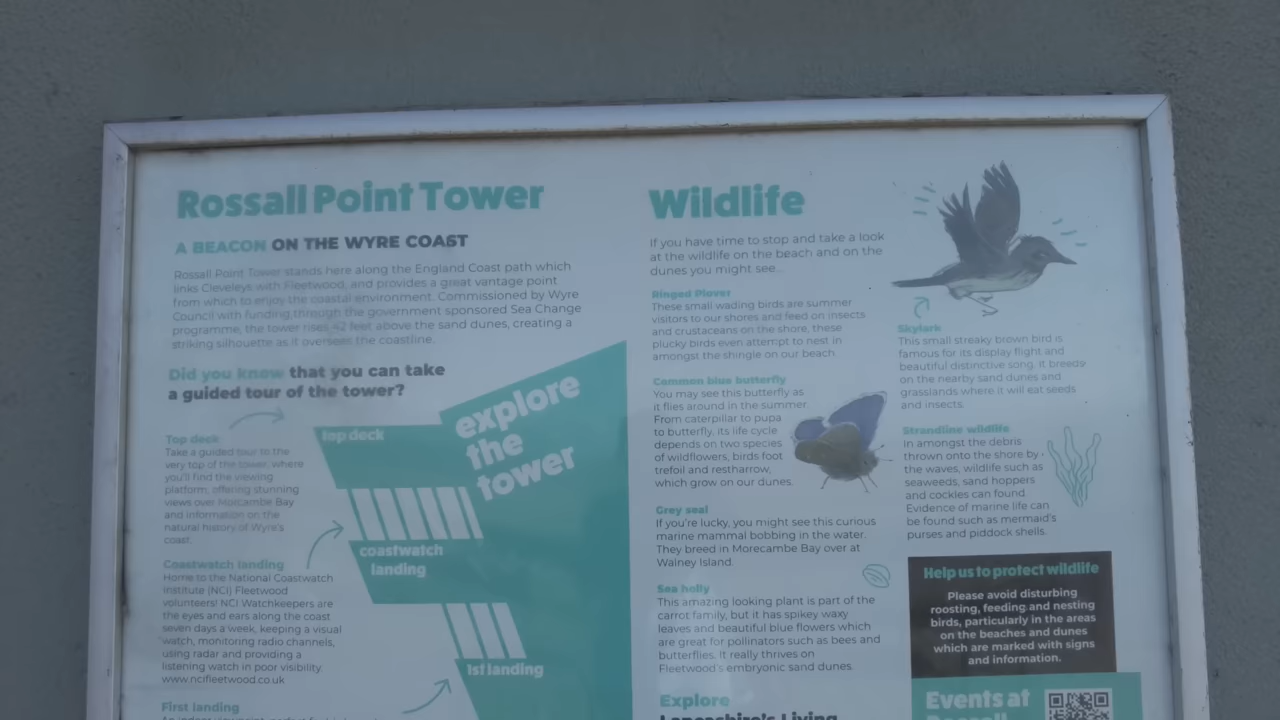 Rossall Point Tower
A BEACON ON THE WYRE COAST
Rossall Point Tower stands here along the England Coast path which
links Cleveleys with Fleetwood, and provides a great vantage point
from which to enjoy the coastal environment. Commissioned by Wyre
Council with funding through the government sponsored Sea Change
programme, the tower rises 42 feet above the sand dunes, creating a
striking silhouette as it oversees the coastline.
Did you know that you can take
a guided tour of the tower?
explore
the
tower
top deck
Top deck
Take a guided tour to the
very top of the tower, where
you'll find the viewing
platform, offering stunning
views over Morcambe Bay
and information on the
natural history of Wyre's
coast.
coastwatch
landing
Coastwatch landing
Home to the National Coastwatch
Institute (NCI) Fleetwood
volunteers! NCI Watchkeepers are
the eyes and ears along the coast
seven days a week, keeping a visual
watch, monitoring radio channels,
using radar and providing a
listening watch in poor visibility.
www.ncifleetwood.co.uk
1st landing
First landing
Wildlife
If you have time to stop and take a look
at the wildlife on the beach and on the
dunes you might see...
Ringed Plover
These small wading birds are summer
visitors to our shores and feed on insects
and crustaceans on the shore, these
plucky birds even attempt to nest in
amongst the shingle on our beach.
Common blue butterfly
You may see this butterfly as
it flies around in the summer.
From caterpillar to pupa
to butterfly, its life cycle
depends on two species
of wildflowers, birds foot
trefoil and restharrow,
which grow on our dunes.
Grey seal
If you're lucky, you might see this curious
marine mammal bobbing in the water.
They breed in Morecambe Bay over at
Walney Island.
Sea holly
This amazing looking plant is part of the
carrot family, but it has spikey waxy
leaves and beautiful blue flowers which
are great for pollinators such as bees and
butterflies. It really thrives on
Fleetwood's embryonic sand dunes.
Explore
Lancashire's Living
Skylark
This small streaky brown bird is
famous for its display flight and
beautiful distinctive song, it breeds
on the nearby sand dunes and
grasslands where it will eat seeds
and insects.
Strandline wildlife
In amongst the debris
thrown onto the shore by
the waves, wildlife such as
seaweeds, sand hoppers
and cockles can found.
Evidence of marine life can
be found such as mermaid's
purses and piddock shells.
Help us to protect wildlife
Please avoid disturbing
roosting, feeding and nesting
birds, particularly in the areas
on the beaches and dunes
which are marked with signs
and information.
Events at
Rossall